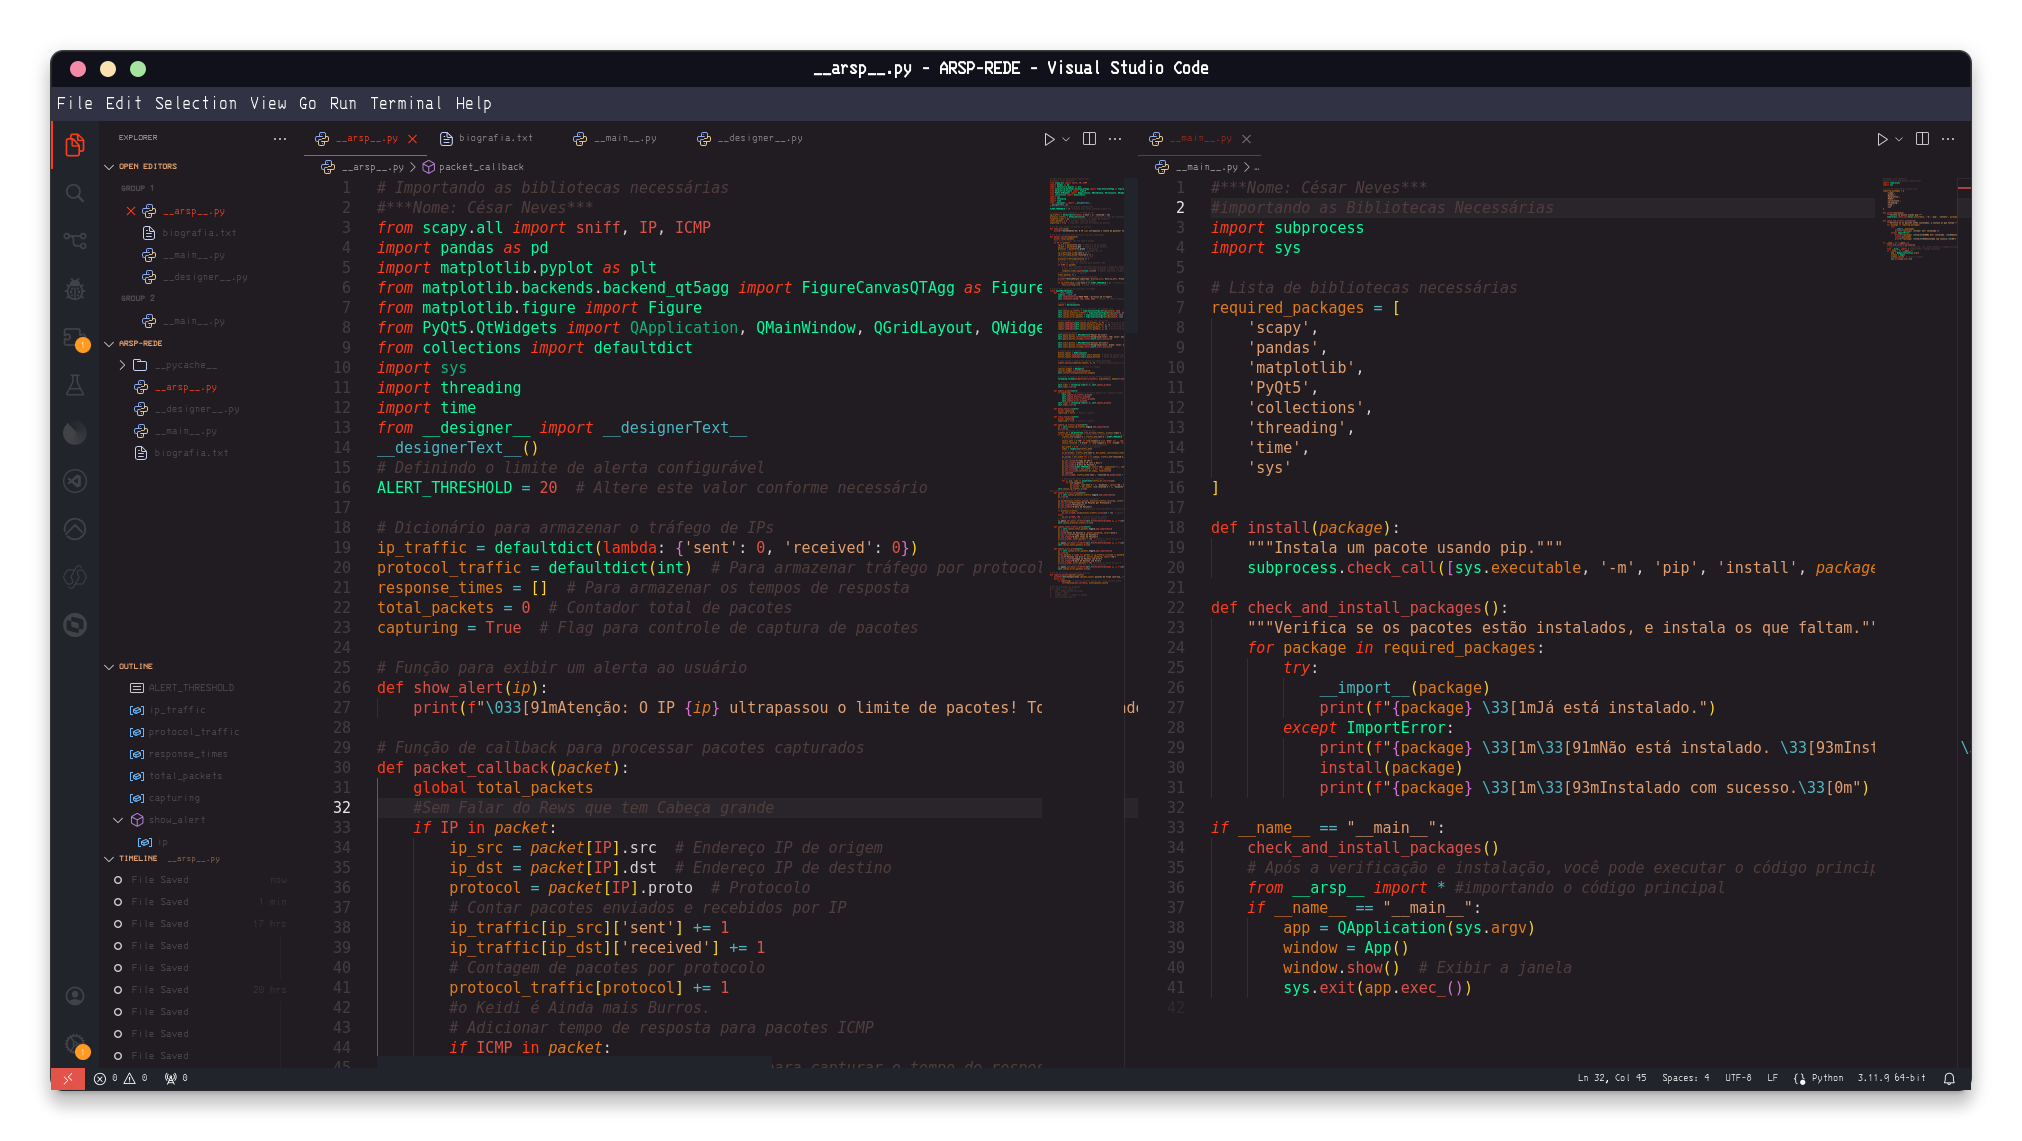 __arsp__.py - ARSP-REDE - Visual Studio Code
File Edit Selection View Go Run Terminal Help
EXPLORER
OPEN EDITORS
GROUP 1
__arsp__.py
biografia.txt
__main__.py
__designer__.py
GROUP 2
__main__.py
ARSP-REDE
__pycache__
__arsp__.py
__designer__.py
__main__.py
biografia.txt
OUTLINE
ALERT_THRESHOLD
ip_traffic
protocol_traffic
response_times
total_packets
capturing
show_alert
ip
TIMELINE __arsp__.py
File Saved now
File Saved 1 min
File Saved 17 hrs
File Saved
File Saved
File Saved 20 hrs
File Saved
File Saved
File Saved
1
1
__arsp__.py biografia.txt __main__.py __designer__.py
__arsp__.py > packet_callback
1 # Importando as bibliotecas necessárias
2 #***Nome: César Neves***
3 from scapy.all import sniff, IP, ICMP
4 import pandas as pd
5 import matplotlib.pyplot as plt
6 from matplotlib.backends.backend_qt5agg import FigureCanvasQTAgg as Figure
7 from matplotlib.figure import Figure
8 from PyQt5.QtWidgets import QApplication, QMainWindow, QGridLayout, QWidge
9 from collections import defaultdict
10 import sys
11 import threading
12 import time
13 from __designer__ import __designerText__
14 __designerText__()
15 # Definindo o limite de alerta configurável
16 ALERT_THRESHOLD = 20  # Altere este valor conforme necessário
17
18 # Dicionário para armazenar o tráfego de IPs
19 ip_traffic = defaultdict(lambda: {'sent': 0, 'received': 0})
20 protocol_traffic = defaultdict(int)  # Para armazenar tráfego por protocol
21 response_times = []  # Para armazenar os tempos de resposta
22 total_packets = 0  # Contador total de pacotes
23 capturing = True  # Flag para controle de captura de pacotes
24
25 # Função para exibir um alerta ao usuário
26 def show_alert(ip):
27     print(f"\033[91mAtenção: O IP {ip} ultrapassou o limite de pacotes! To
28
29 # Função de callback para processar pacotes capturados
30 def packet_callback(packet):
31     global total_packets
32     #Sem Falar do Rews que tem Cabeça grande
33     if IP in packet:
34         ip_src = packet[IP].src  # Endereço IP de origem
35         ip_dst = packet[IP].dst  # Endereço IP de destino
36         protocol = packet[IP].proto  # Protocolo
37         # Contar pacotes enviados e recebidos por IP
38         ip_traffic[ip_src]['sent'] += 1
39         ip_traffic[ip_dst]['received'] += 1
40         # Contagem de pacotes por protocolo
41         protocol_traffic[protocol] += 1
42         #o Keidi é Ainda mais Burros.
43         # Adicionar tempo de resposta para pacotes ICMP
44         if ICMP in packet:
45 para capturar o tempo de respos
__main__.py
__main__.py > …
1 #***Nome: César Neves***
2 #importando as Bibliotecas Necessárias
3 import subprocess
4 import sys
5
6 # Lista de bibliotecas necessárias
7 required_packages = [
8     'scapy',
9     'pandas',
10     'matplotlib',
11     'PyQt5',
12     'collections',
13     'threading',
14     'time',
15     'sys'
16 ]
17
18 def install(package):
19     """Instala um pacote usando pip."""
20     subprocess.check_call([sys.executable, '-m', 'pip', 'install', package
21
22 def check_and_install_packages():
23     """Verifica se os pacotes estão instalados, e instala os que faltam.""
24     for package in required_packages:
25         try:
26             __import__(package)
27             print(f"{package} \33[1mJá está instalado.")
28         except ImportError:
29             print(f"{package} \33[1m\33[91mNão está instalado. \33[93mInst
30             install(package)
31             print(f"{package} \33[1m\33[93mInstalado com sucesso.\33[0m")
32
33 if __name__ == "__main__":
34     check_and_install_packages()
35     # Após a verificação e instalação, você pode executar o código princip
36     from __arsp__ import * #importando o código principal
37     if __name__ == "__main__":
38         app = QApplication(sys.argv)
39         window = App()
40         window.show()  # Exibir a janela
41         sys.exit(app.exec_())
42
0 0 0 Ln 32, Col 45 Spaces: 4 UTF-8 LF Python 3.11.9 64-bit